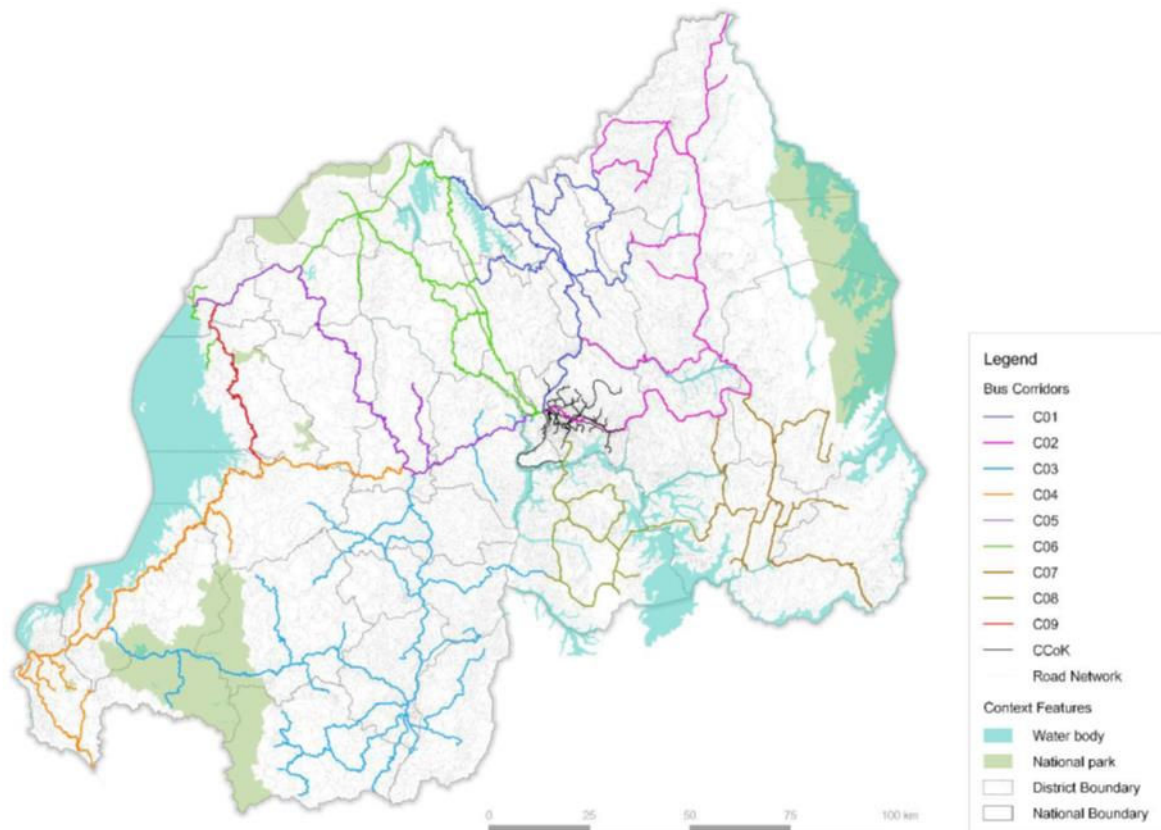 Legend
Bus Corridors
C01
C02
C03
C04
C05
C06
C07
C08
C09
CCoK
Road Network
Context Features
Water body
National park
District Boundary
National Boundary
0 25 50 75 100 km